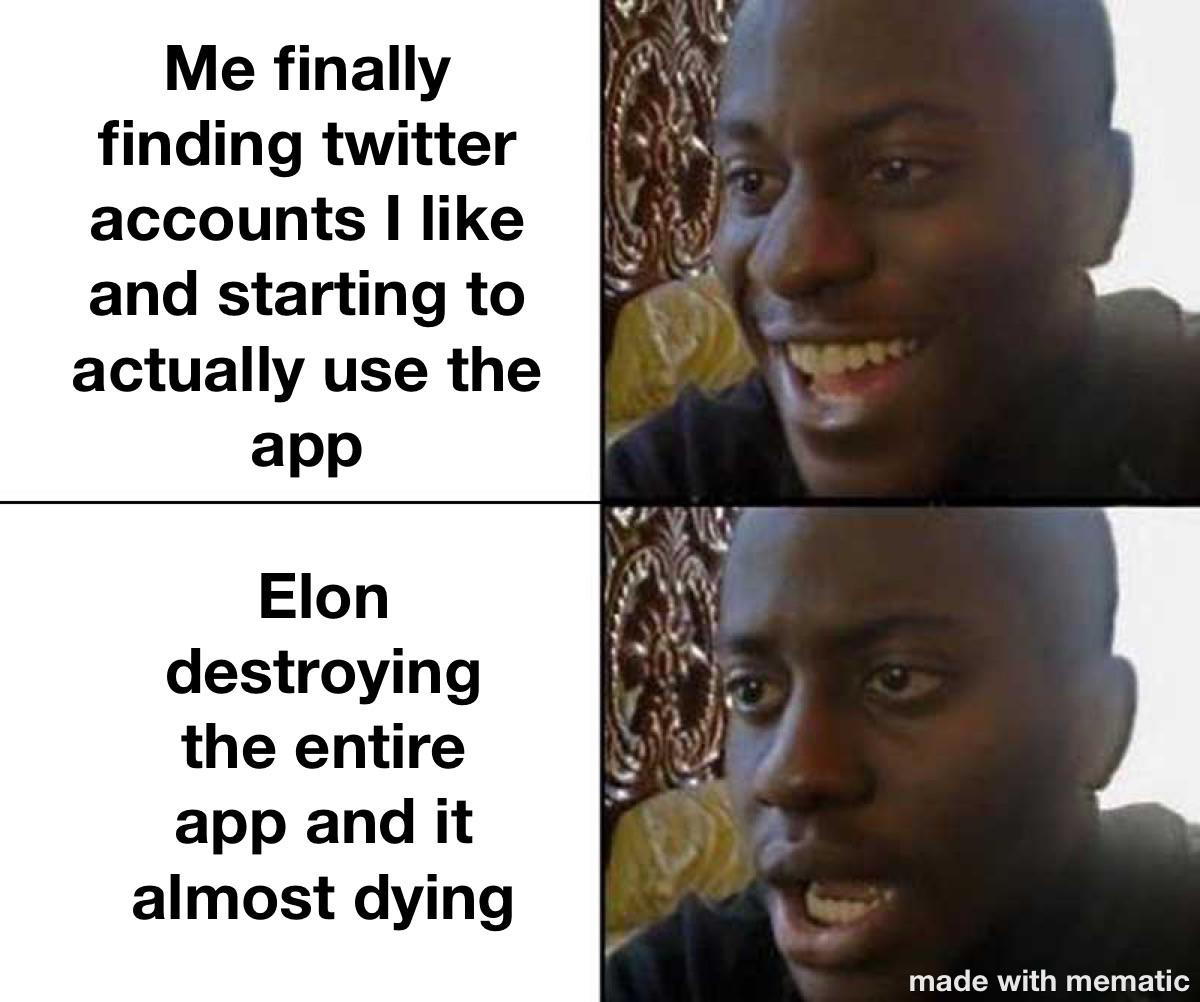 Me finally
finding twitter
accounts I like
and starting to
actually use the
app
Elon
destroying
the entire
app and it
almost dying
made with mematic